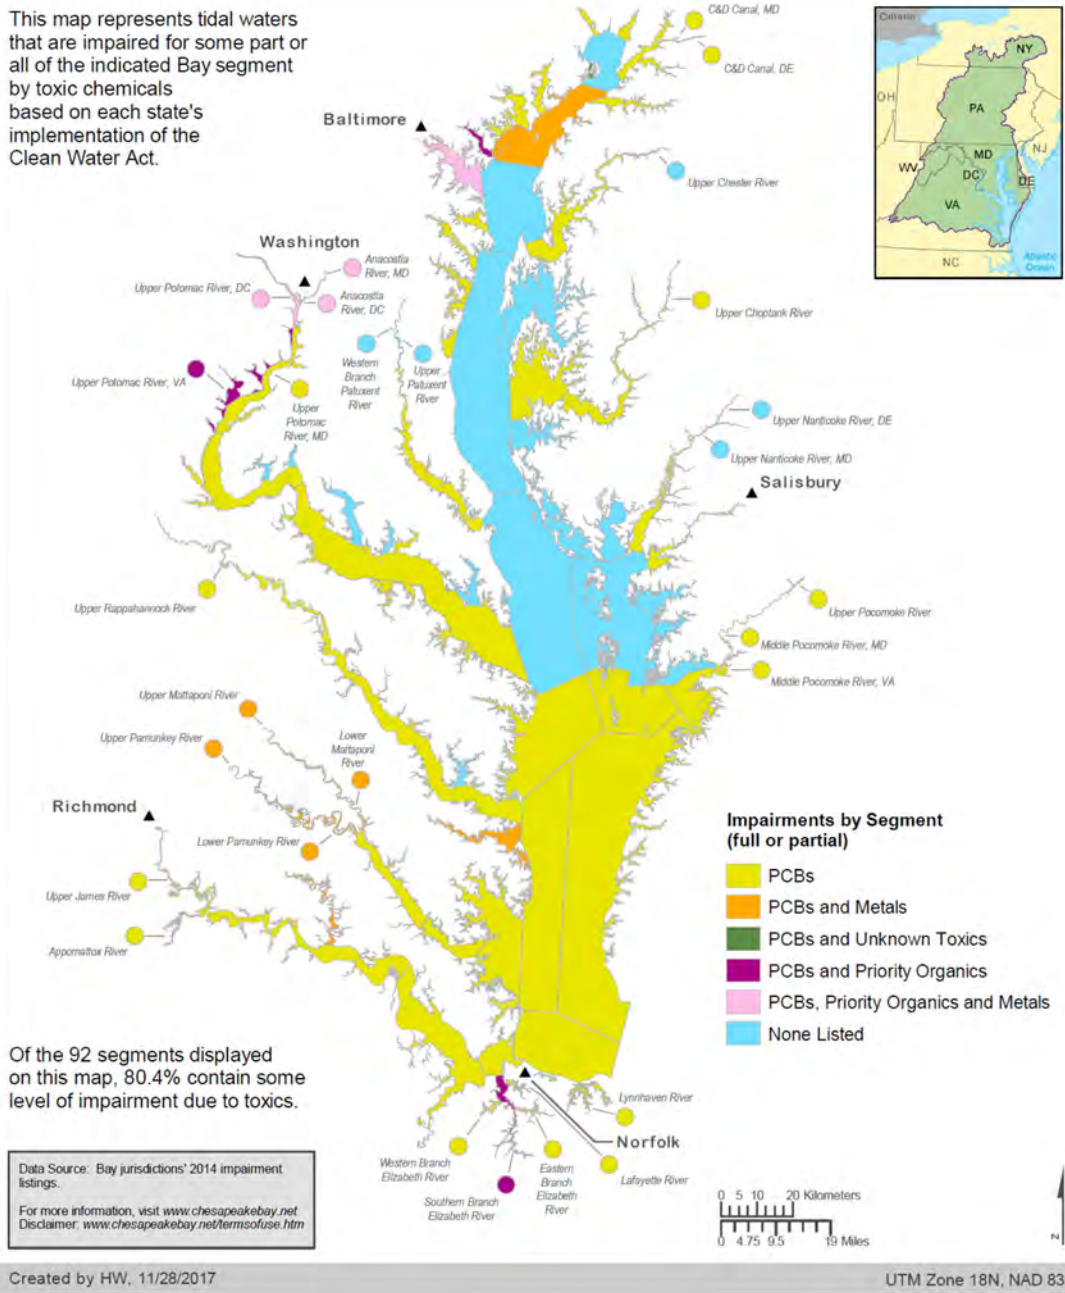 This map represents tidal waters
that are impaired for some part or
all of the indicated Bay segment
by toxic chemicals
based on each state's
implementation of the
Clean Water Act.
C&D Canal, MD
C&D Canal, DE
Baltimore
Upper Chester River
Ontario
NY
OH
PA
NJ
MD
WV
DC
DE
VA
NC
Atlantic
Ocean
Washington
Anacostia
River, MD
Upper Potomac River, DC
Anacostia
River, DC
Upper Choptank River
Western
Branch
Patuxent
River
Upper
Patuxent
River
Upper Potomac River, VA
Upper
Potomac
River, MD
Upper Nanticoke River, DE
Upper Nanticoke River, MD
Salisbury
Upper Rappahannock River
Upper Pocomoke River
Middle Pocomoke River, MD
Middle Pocomoke River, VA
Upper Mattaponi River
Upper Pamunkey River
Lower
Mattaponi
River
Richmond
Lower Pamunkey River
Upper James River
Appomattox River
Impairments by Segment
(full or partial)
PCBs
PCBs and Metals
PCBs and Unknown Toxics
PCBs and Priority Organics
PCBs, Priority Organics and Metals
None Listed
Of the 92 segments displayed
on this map, 80.4% contain some
level of impairment due to toxics.
Lynnhaven River
Norfolk
Western Branch
Elizabeth River
Southern Branch
Elizabeth River
Eastern
Branch
Elizabeth
River
Lafayette River
Data Source: Bay jurisdictions' 2014 impairment
listings.
For more information, visit www.chesapeakebay.net
Disclaimer: www.chesapeakebay.net/termsofuse.htm
0 5 10 20 Kilometers
0 4.75 9.5 19 Miles
N
Created by HW, 11/28/2017
UTM Zone 18N, NAD 83